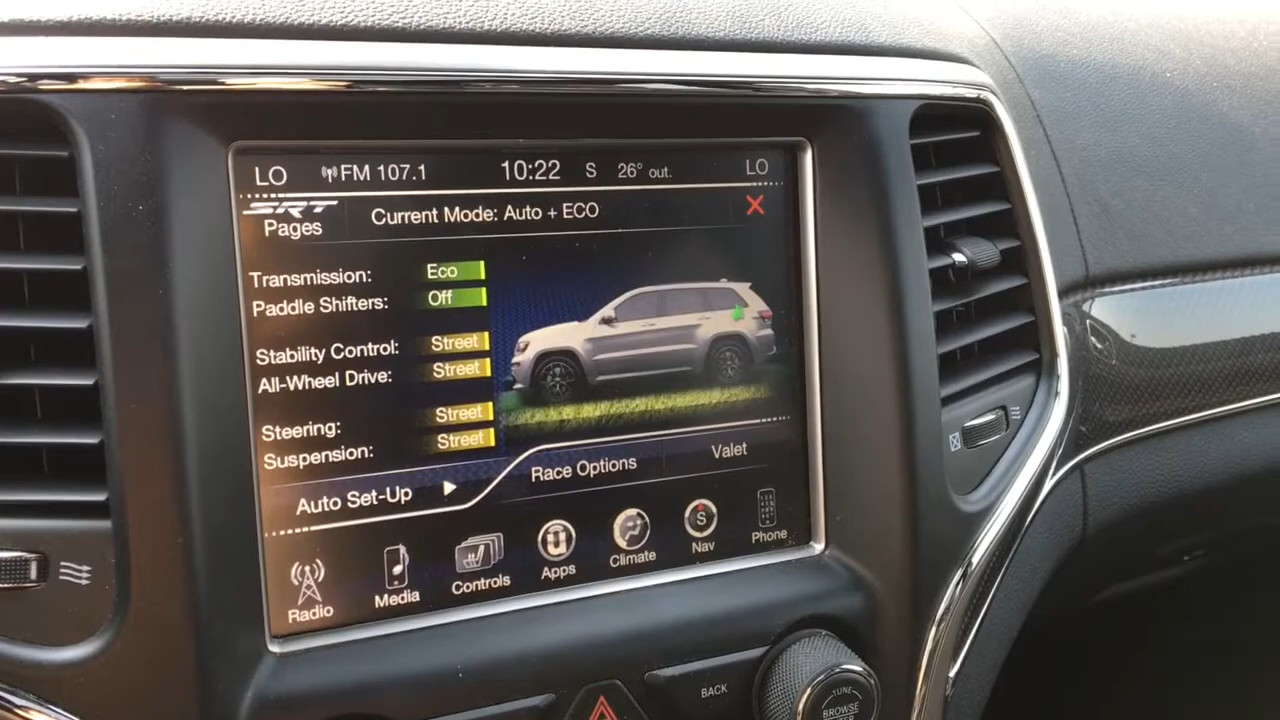 LO FM 107.1 10:22 S 26° out. LO
SRT
Pages
Current Mode: Auto + ECO
Transmission: Eco
Paddle Shifters: Off
Stability Control: Street
All-Wheel Drive: Street
Steering: Street
Suspension: Street
Auto Set-Up
Race Options
Valet
Radio
Media
Controls
Apps
Climate
S
Nav
Phone
BACK
TUNE
BROWSE